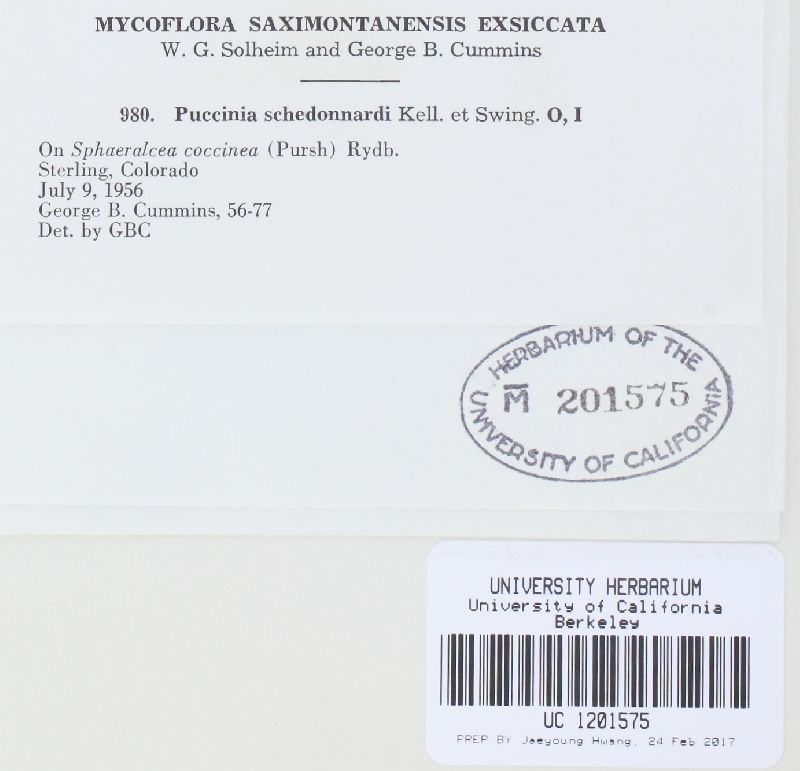 MYCOFLORA SAXIMONTANENSIS EXSICCATA
W. G. Solheim and George B. Cummins
980. Puccinia schedonnardi Kell. et Swing. O, I
On Sphaeralcea coccinea (Pursh) Rydb.
Sterling, Colorado
July 9, 1956
George B. Cummins, 56-77
Det. by GBC
HERBARIUM OF THE
M̅ 201575
UNIVERSITY OF CALIFORNIA
UNIVERSITY HERBARIUM
University of California
Berkeley
UC 1201575
PREP BY Jaeyoung Hwang, 24 Feb 2017